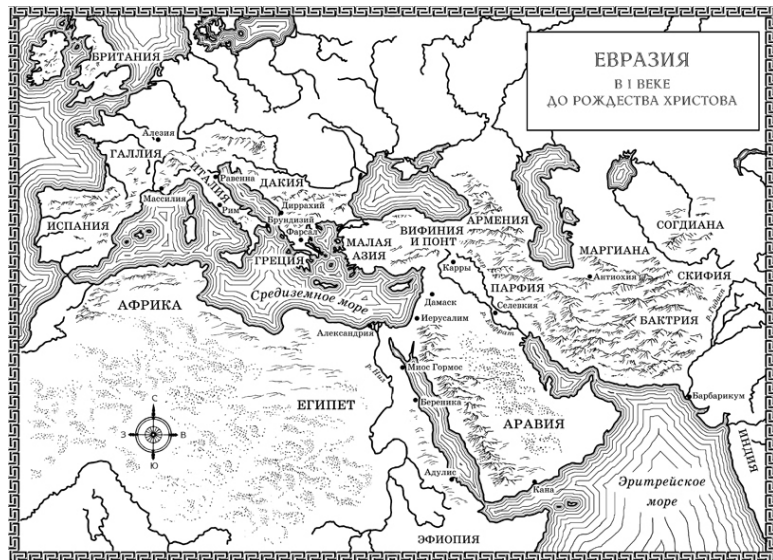 ЕВРАЗИЯ
В I ВЕКЕ
ДО РОЖДЕСТВА ХРИСТОВА
БРИТАНИЯ
Алезия
ГАЛЛИЯ
ИТАЛИЯ
Равенна
ДАКИЯ
Массилия
Рим
Диррахий
Брундизий
Фарсал
ИСПАНИЯ
ГРЕЦИЯ
МАЛАЯ
АЗИЯ
ВИФИНИЯ
И ПОНТ
АРМЕНИЯ
СОГДИАНА
МАРГИАНА
СКИФИЯ
Антиохия
Карры
ПАРФИЯ
Селевкия
р. Евфрат
БАКТРИЯ
Средиземное море
Дамаск
Иерусалим
АФРИКА
Александрия
р. Нил
Миос Гормос
ЕГИПЕТ
Береника
АРАВИЯ
Барбарикум
ИНДИЯ
С
З
В
Ю
Адулис
Кана
Эритрейское
море
ЭФИОПИЯ